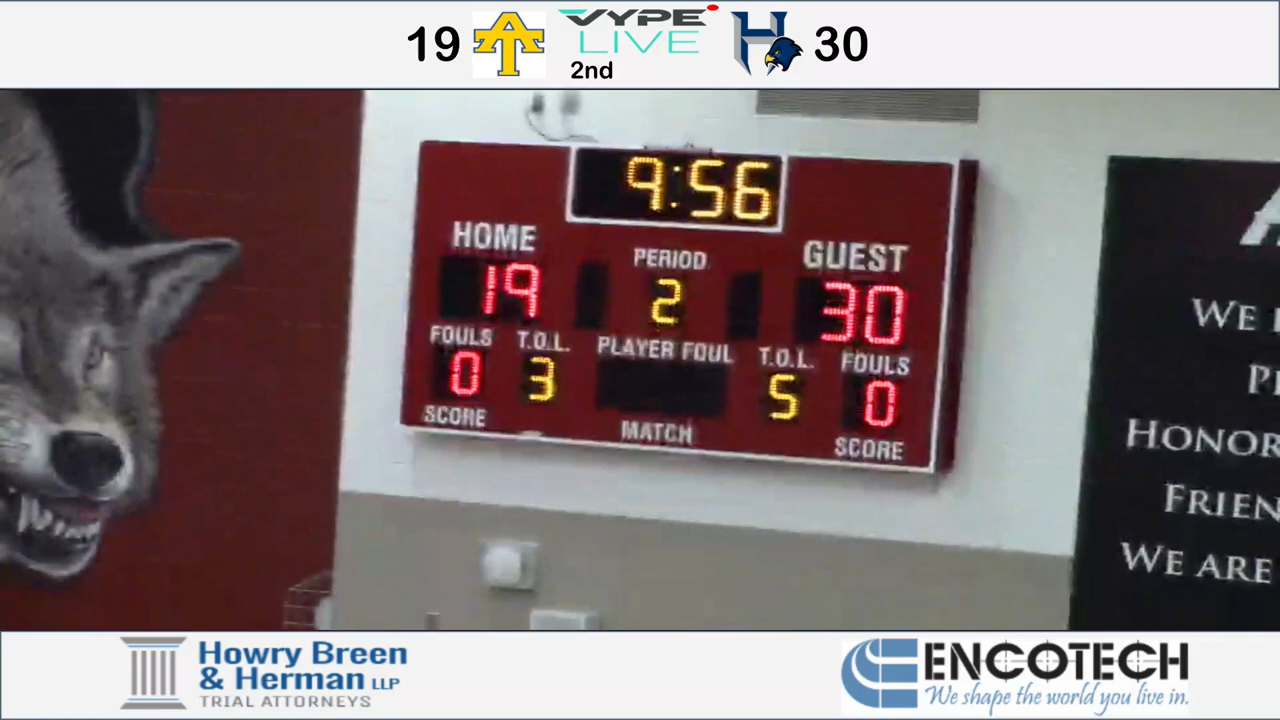 19
AT
VYPE
LIVE
2nd
H
30
9:56
HOME
PERIOD
GUEST
19
2
30
FOULS
T.O.L.
PLAYER FOUL
T.O.L.
FOULS
0
3
5
0
SCORE
MATCH
SCORE
WE
HONOR
FRIEN
WE ARE
Howry Breen
& Herman LLP
TRIAL ATTORNEYS
ENCOTECH
We shape the world you live in.